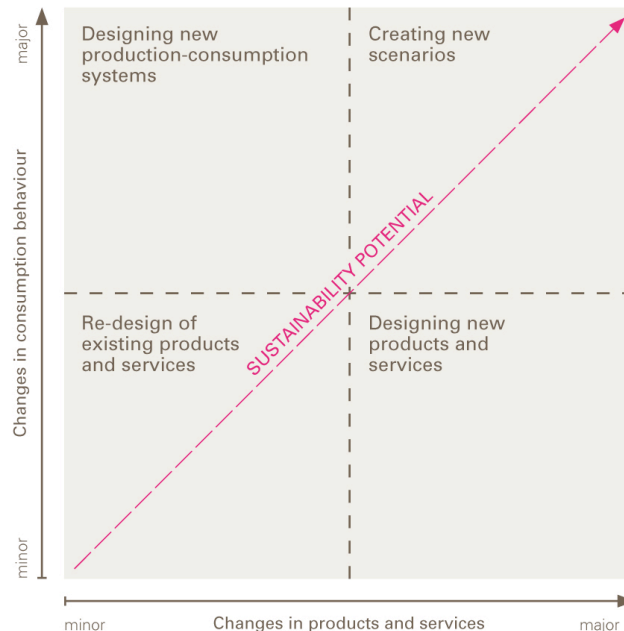 major
Designing new
production-consumption
systems
Creating new
scenarios
Changes in consumption behaviour
SUSTAINABILITY POTENTIAL
Re-design of
existing products
and services
Designing new
products and
services
minor
minor
Changes in products and services
major